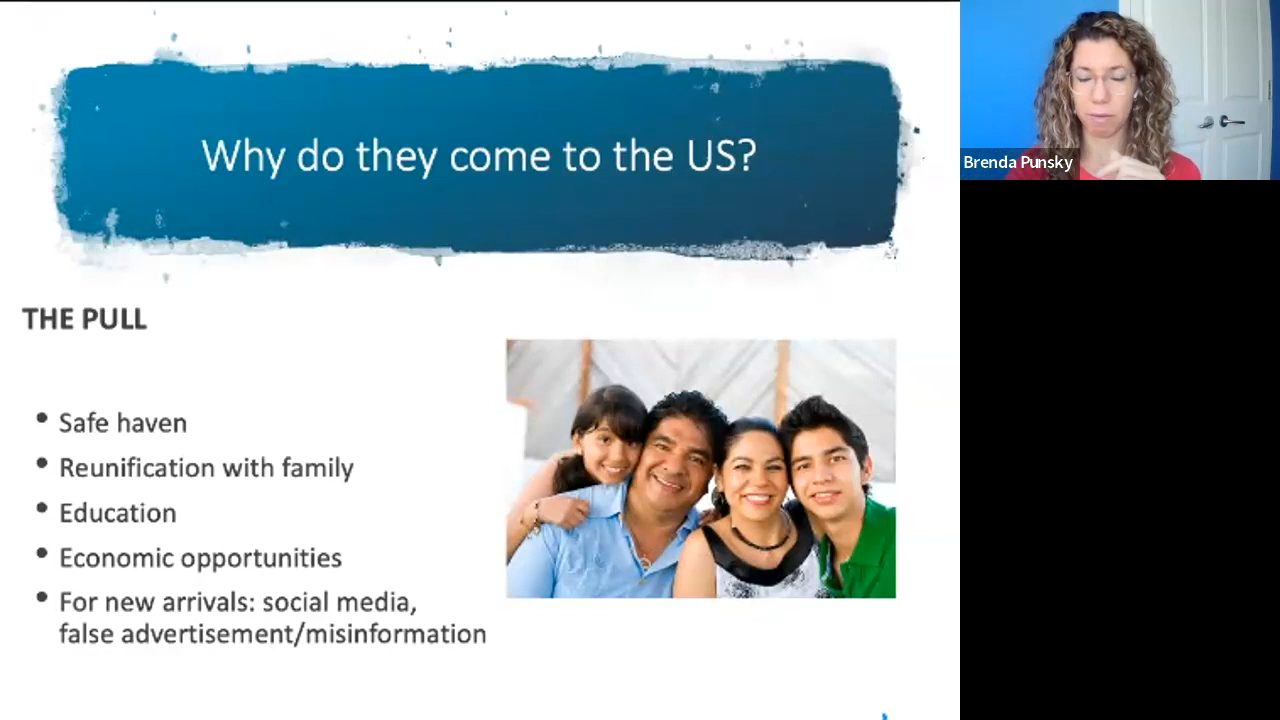 Why do they come to the US?
Brenda Punsky
THE PULL
• Safe haven
• Reunification with family
• Education
• Economic opportunities
• For new arrivals: social media,
false advertisement/misinformation